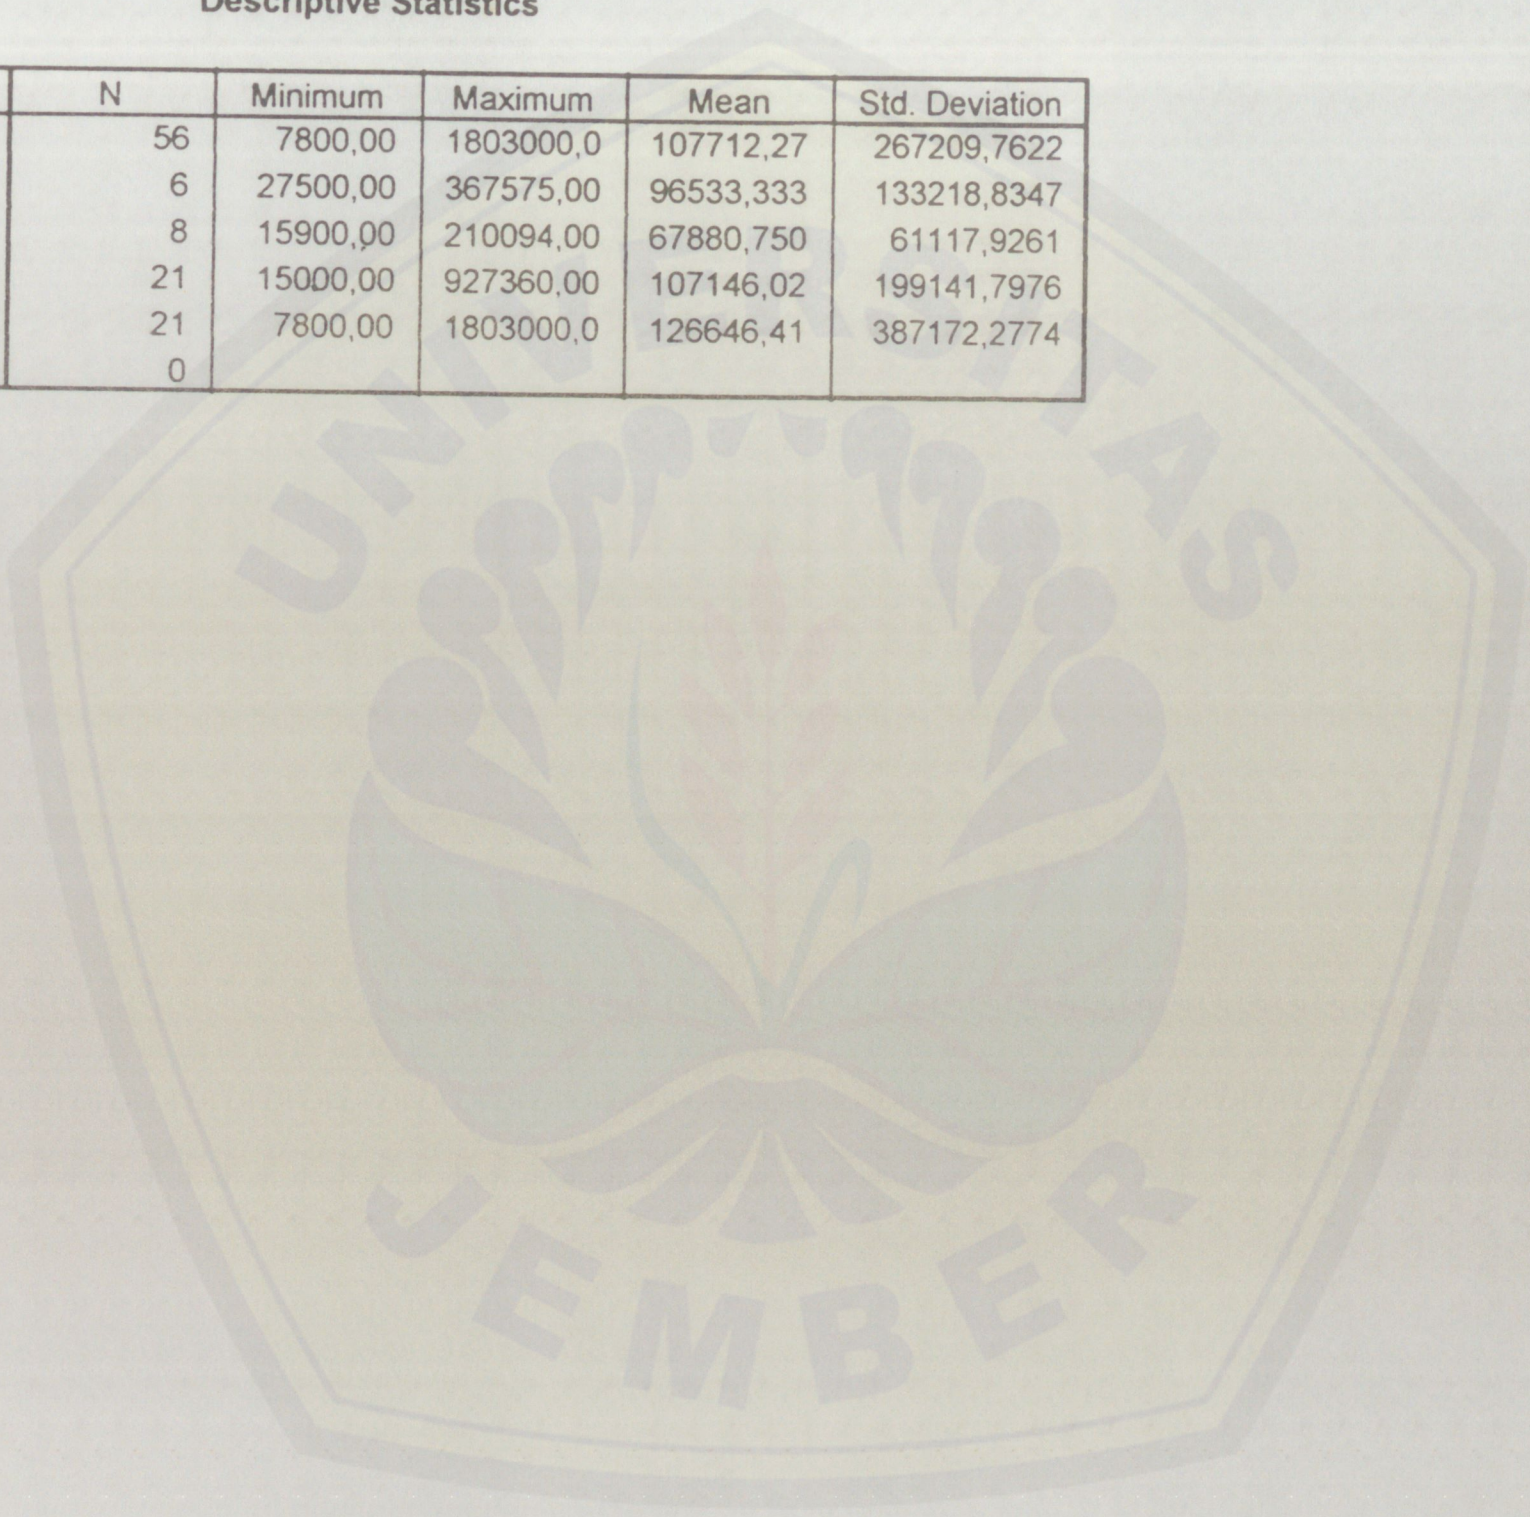 Descriptive Statistics
N Minimum Maximum Mean Std. Deviation
56 7800,00 1803000,0 107712,27 267209,7622
6 27500,00 367575,00 96533,333 133218,8347
8 15900,00 210094,00 67880,750 61117,9261
21 15000,00 927360,00 107146,02 199141,7976
21 7800,00 1803000,0 126646,41 387172,2774
0
UNIVERSITAS
JEMBER